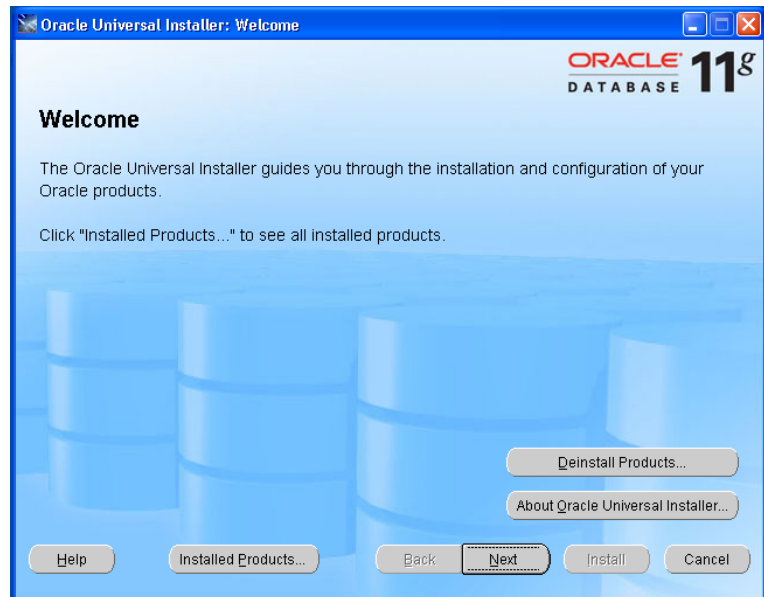 Oracle Universal Installer: Welcome
ORACLE 11g
DATABASE
Welcome
The Oracle Universal Installer guides you through the installation and configuration of your
Oracle products.
Click "Installed Products..." to see all installed products.
Deinstall Products...
About Oracle Universal Installer...
Help
Installed Products...
Back
Next
Install
Cancel